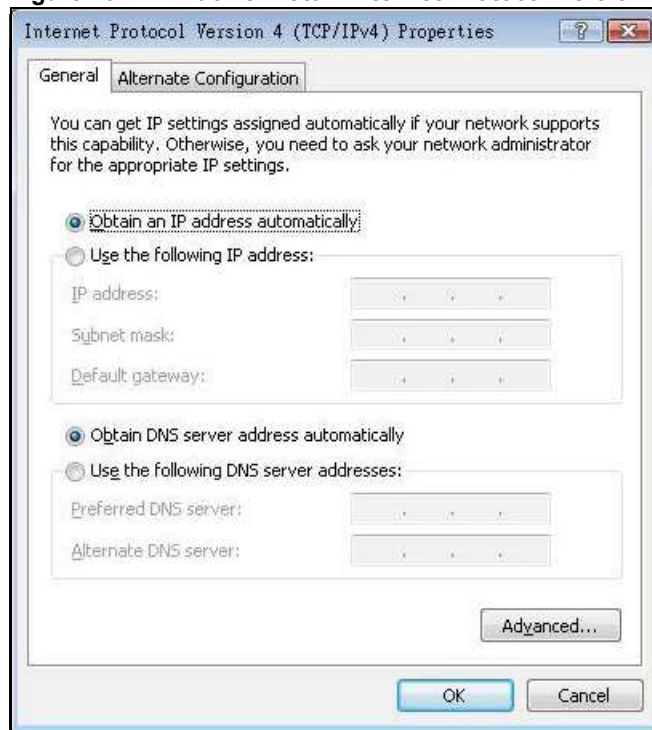 Internet Protocol Version 4 (TCP/IPv4) Properties
General
Alternate Configuration
You can get IP settings assigned automatically if your network supports
this capability. Otherwise, you need to ask your network administrator
for the appropriate IP settings.
Obtain an IP address automatically
Use the following IP address:
IP address:
Subnet mask:
Default gateway:
Obtain DNS server address automatically
Use the following DNS server addresses:
Preferred DNS server:
Alternate DNS server:
Advanced...
OK
Cancel